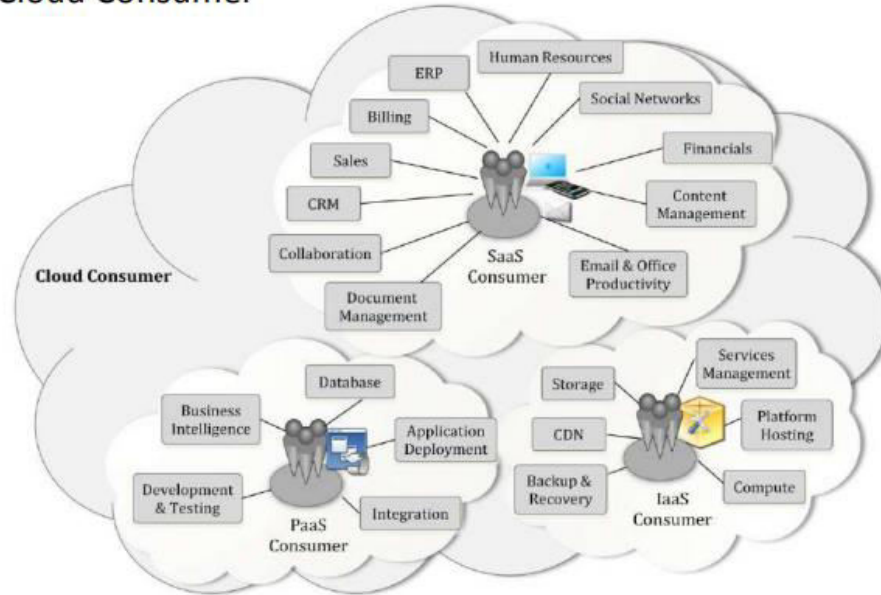 Cloud Consumer
Human Resources
ERP
Social Networks
Billing
Financials
Sales
Content
Management
CRM
Collaboration
SaaS
Consumer
Email & Office
Productivity
Document
Management
Cloud Consumer
Database
Business
Intelligence
Application
Deployment
Development
& Testing
Integration
PaaS
Consumer
Services
Management
Storage
Platform
Hosting
CDN
Backup &
Recovery
Compute
IaaS
Consumer